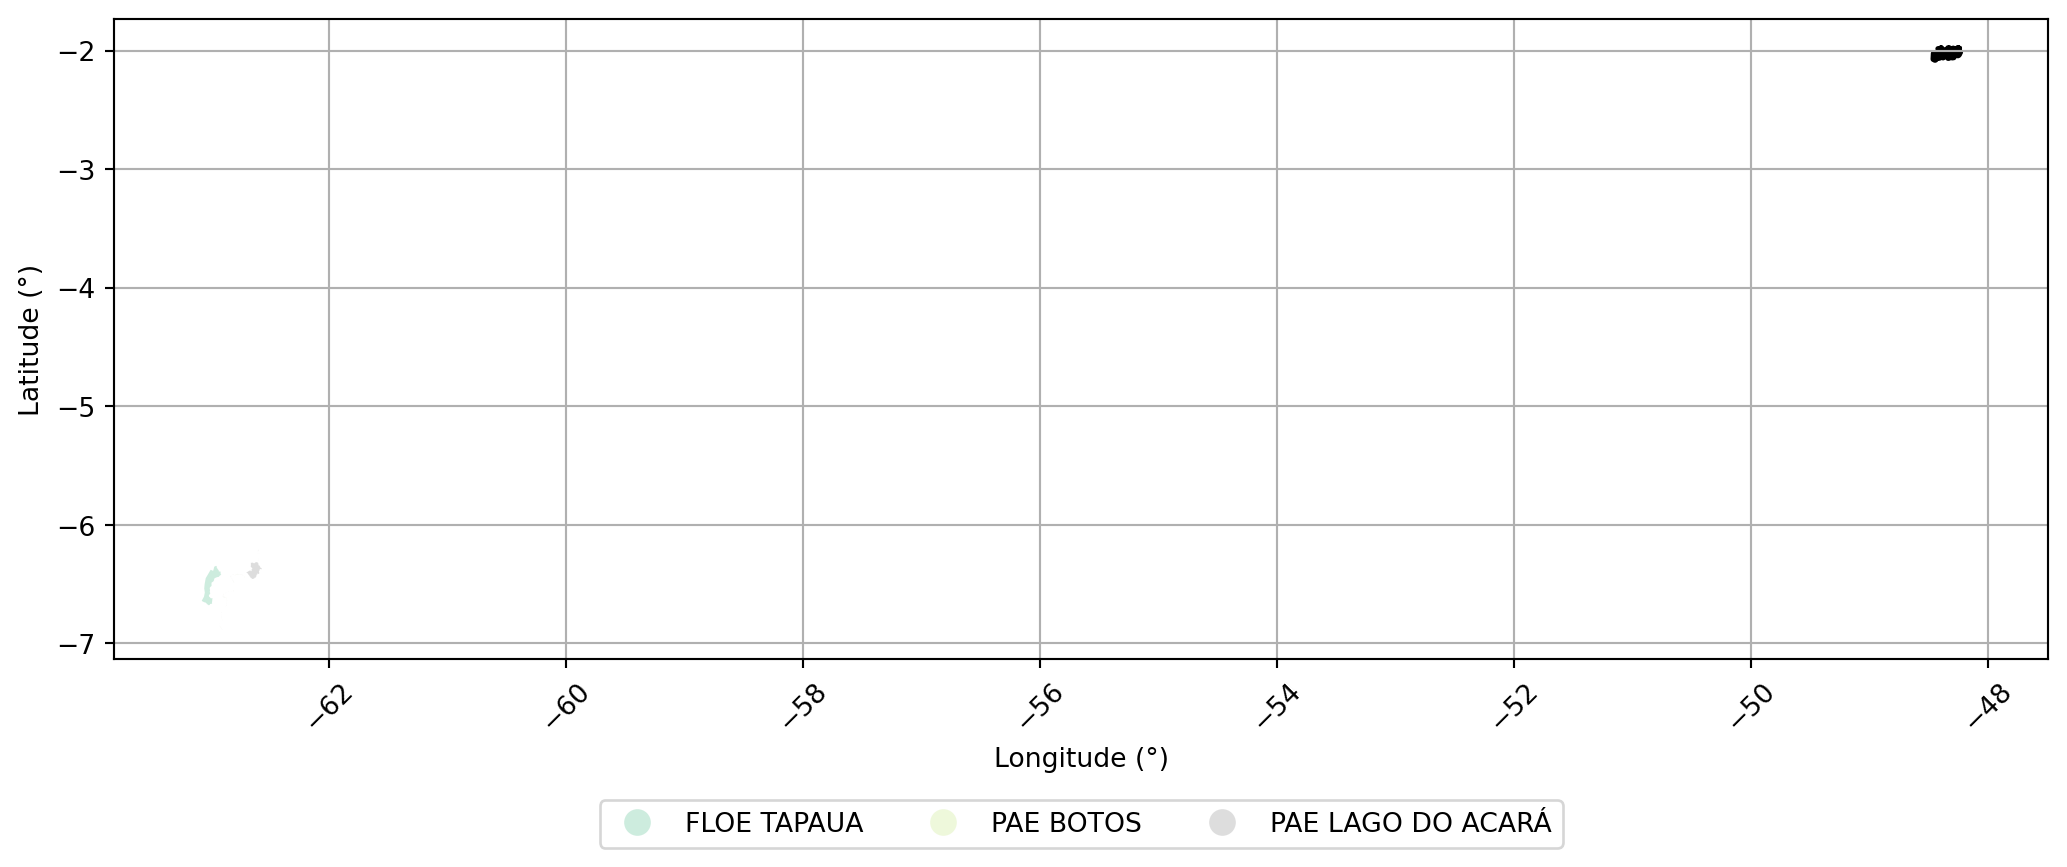 −2
−3
−4
−5
−6
−7
Latitude (°)
−62 −60 −58 −56 −54 −52 −50 −48
Longitude (°)
FLOE TAPAUA PAE BOTOS PAE LAGO DO ACARÁ